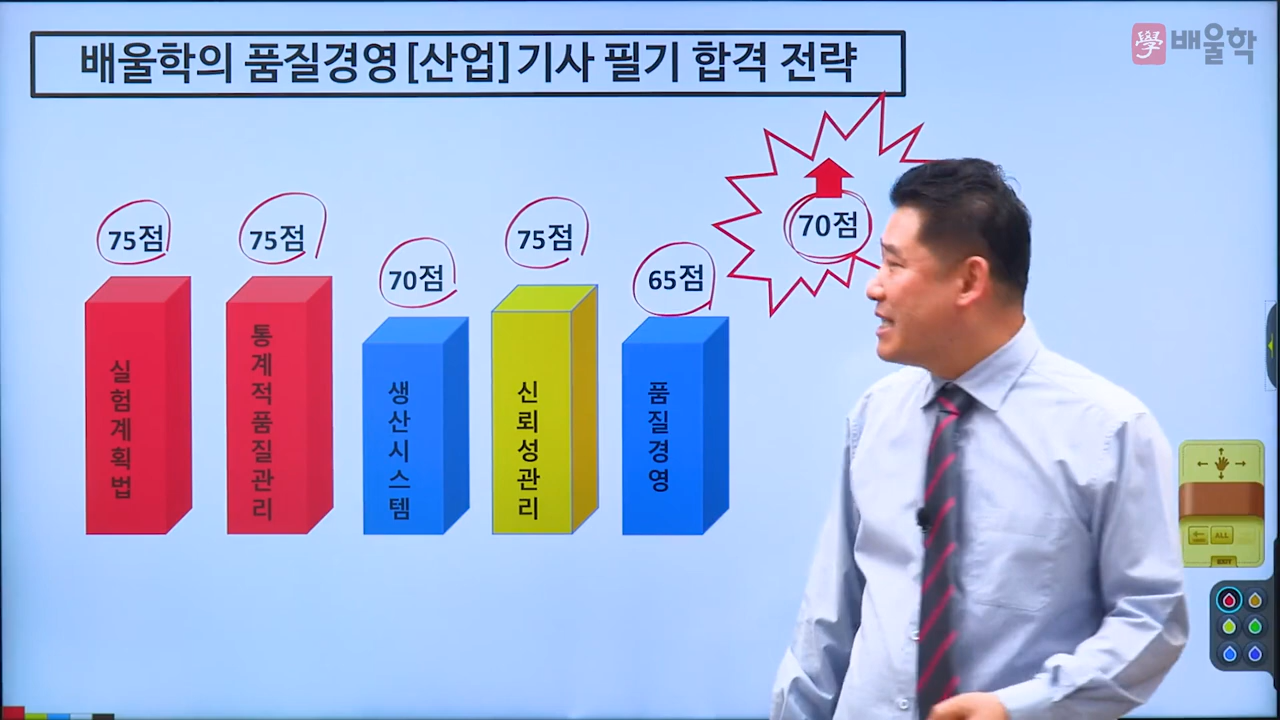 배울학의 품질경영[산업]기사 필기 합격 전략
學 배울학
75점
75점
70점
75점
65점
70점
실험계획법
통계적품질관리
생산시스템
신뢰성관리
품질경영
ALL
EXIT